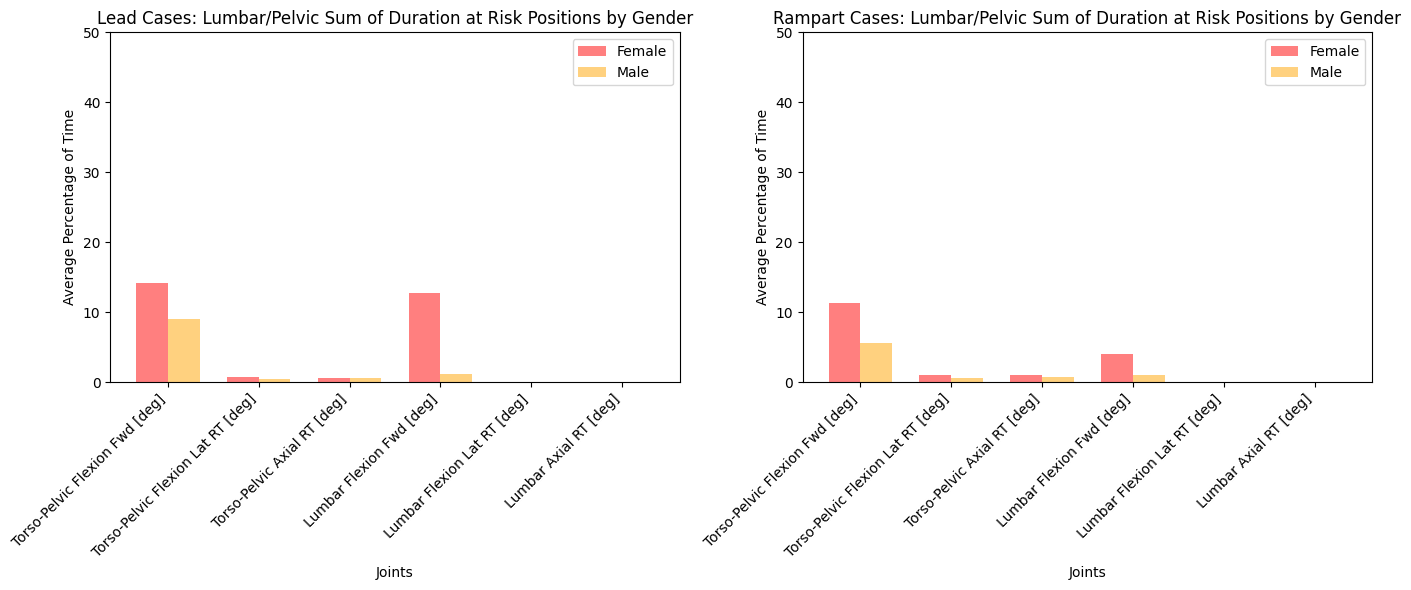 Lead Cases: Lumbar/Pelvic Sum of Duration at Risk Positions by Gender
50
40
30
20
10
0
Average Percentage of Time
Female
Male
Torso-Pelvic Flexion Fwd [deg]
Torso-Pelvic Flexion Lat RT [deg]
Torso-Pelvic Axial RT [deg]
Lumbar Flexion Fwd [deg]
Lumbar Flexion Lat RT [deg]
Lumbar Axial RT [deg]
Joints
Rampart Cases: Lumbar/Pelvic Sum of Duration at Risk Positions by Gender
50
40
30
20
10
0
Average Percentage of Time
Female
Male
Torso-Pelvic Flexion Fwd [deg]
Torso-Pelvic Flexion Lat RT [deg]
Torso-Pelvic Axial RT [deg]
Lumbar Flexion Fwd [deg]
Lumbar Flexion Lat RT [deg]
Lumbar Axial RT [deg]
Joints